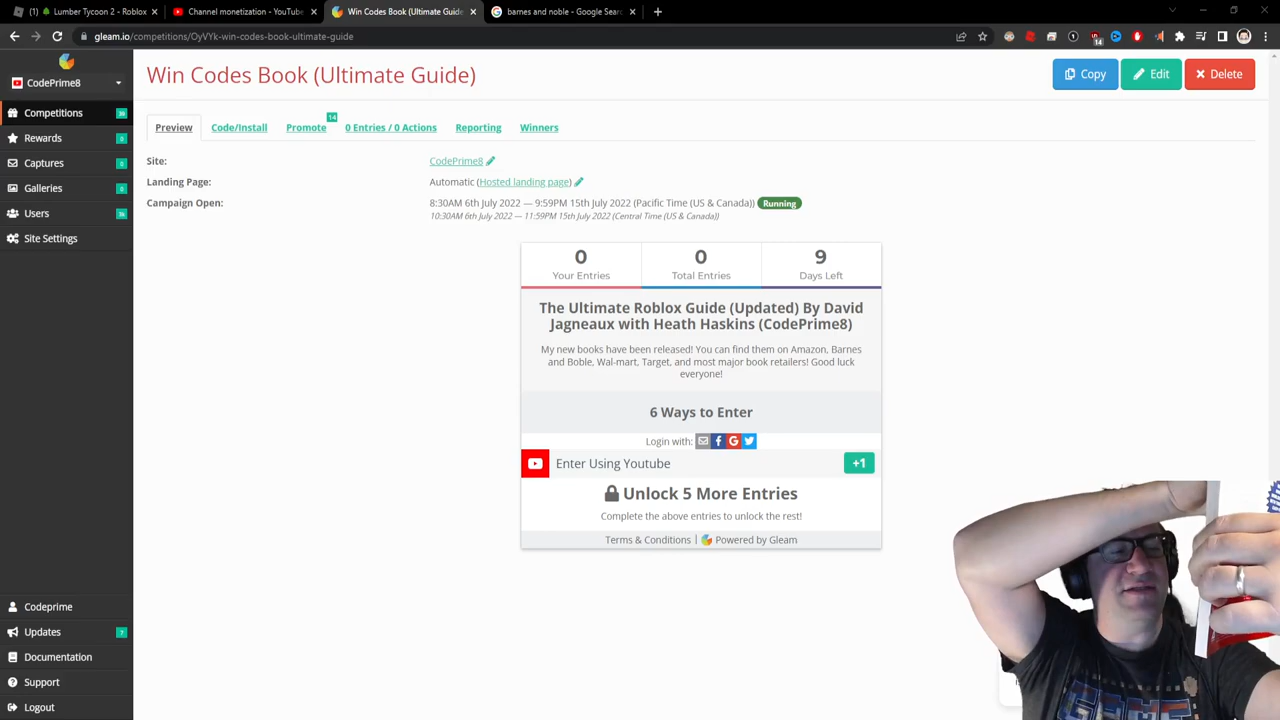 Lumber Tycoon 2 - Roblox
Channel monetization - YouTube
Win Codes Book (Ultimate Guide)
barnes and noble - Google Search
gleam.io/competitions/OyVYk-win-codes-book-ultimate-guide
14
CodePrime8
Competitions
Rewards 0
Captures 0
Galleries 0
Users
Site Settings
Codeprime
Updates 7
Documentation
Support
Logout
Win Codes Book (Ultimate Guide)
Copy
Edit
Delete
Preview
Code/Install
Promote 14
0 Entries / 0 Actions
Reporting
Winners
Site: CodePrime8
Landing Page: Automatic (Hosted landing page)
Campaign Open: 8:30AM 6th July 2022 — 9:59PM 15th July 2022 (Pacific Time (US & Canada)) Running
10:30AM 6th July 2022 — 11:59PM 15th July 2022 (Central Time (US & Canada))
0 0 9
Your Entries Total Entries Days Left
The Ultimate Roblox Guide (Updated) By David
Jagneaux with Heath Haskins (CodePrime8)
My new books have been released! You can find them on Amazon, Barnes
and Boble, Wal-mart, Target, and most major book retailers! Good luck
everyone!
6 Ways to Enter
Login with:
Enter Using Youtube +1
Unlock 5 More Entries
Complete the above entries to unlock the rest!
Terms & Conditions | Powered by Gleam